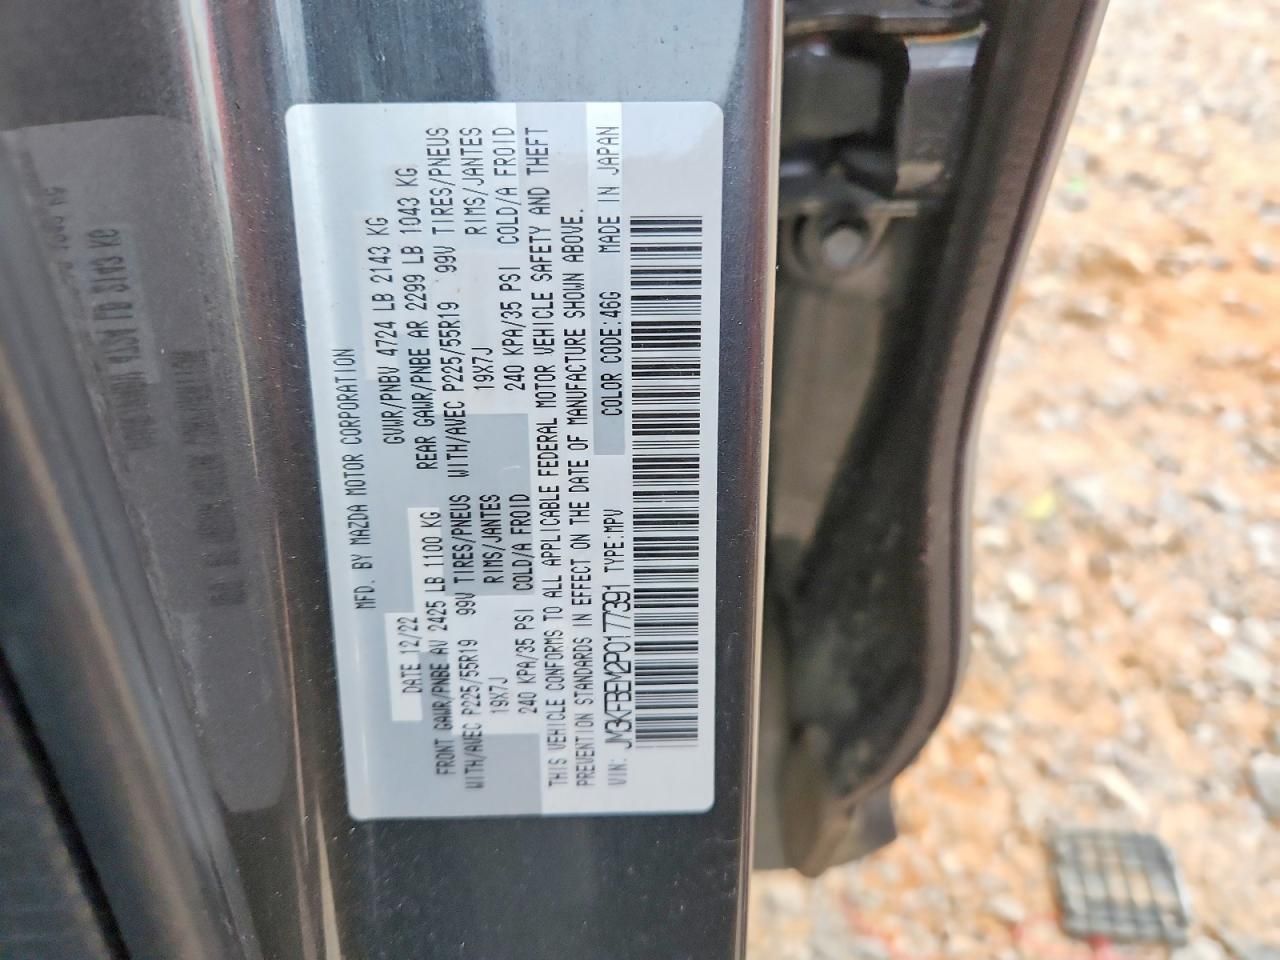 MFD. BY MAZDA MOTOR CORPORATION
DATE 12/22 GVWR/PNBV 4724 LB 2143 KG
FRONT GAWR/PNBE AV 2425 LB 1100 KG REAR GAWR/PNBE AR 2299 LB 1043 KG
WITH/AVEC P225/55R19 99V TIRES/PNEUS WITH/AVEC P225/55R19 99V TIRES/PNEUS
19X7J RIMS/JANTES 19X7J RIMS/JANTES
240 KPA/35 PSI COLD/A FROID 240 KPA/35 PSI COLD/A FROID
THIS VEHICLE CONFORMS TO ALL APPLICABLE FEDERAL MOTOR VEHICLE SAFETY AND THEFT
PREVENTION STANDARDS IN EFFECT ON THE DATE OF MANUFACTURE SHOWN ABOVE.
VIN: JM3KFBEM2P0177391 TYPE:MPV COLOR CODE:46G MADE IN JAPAN